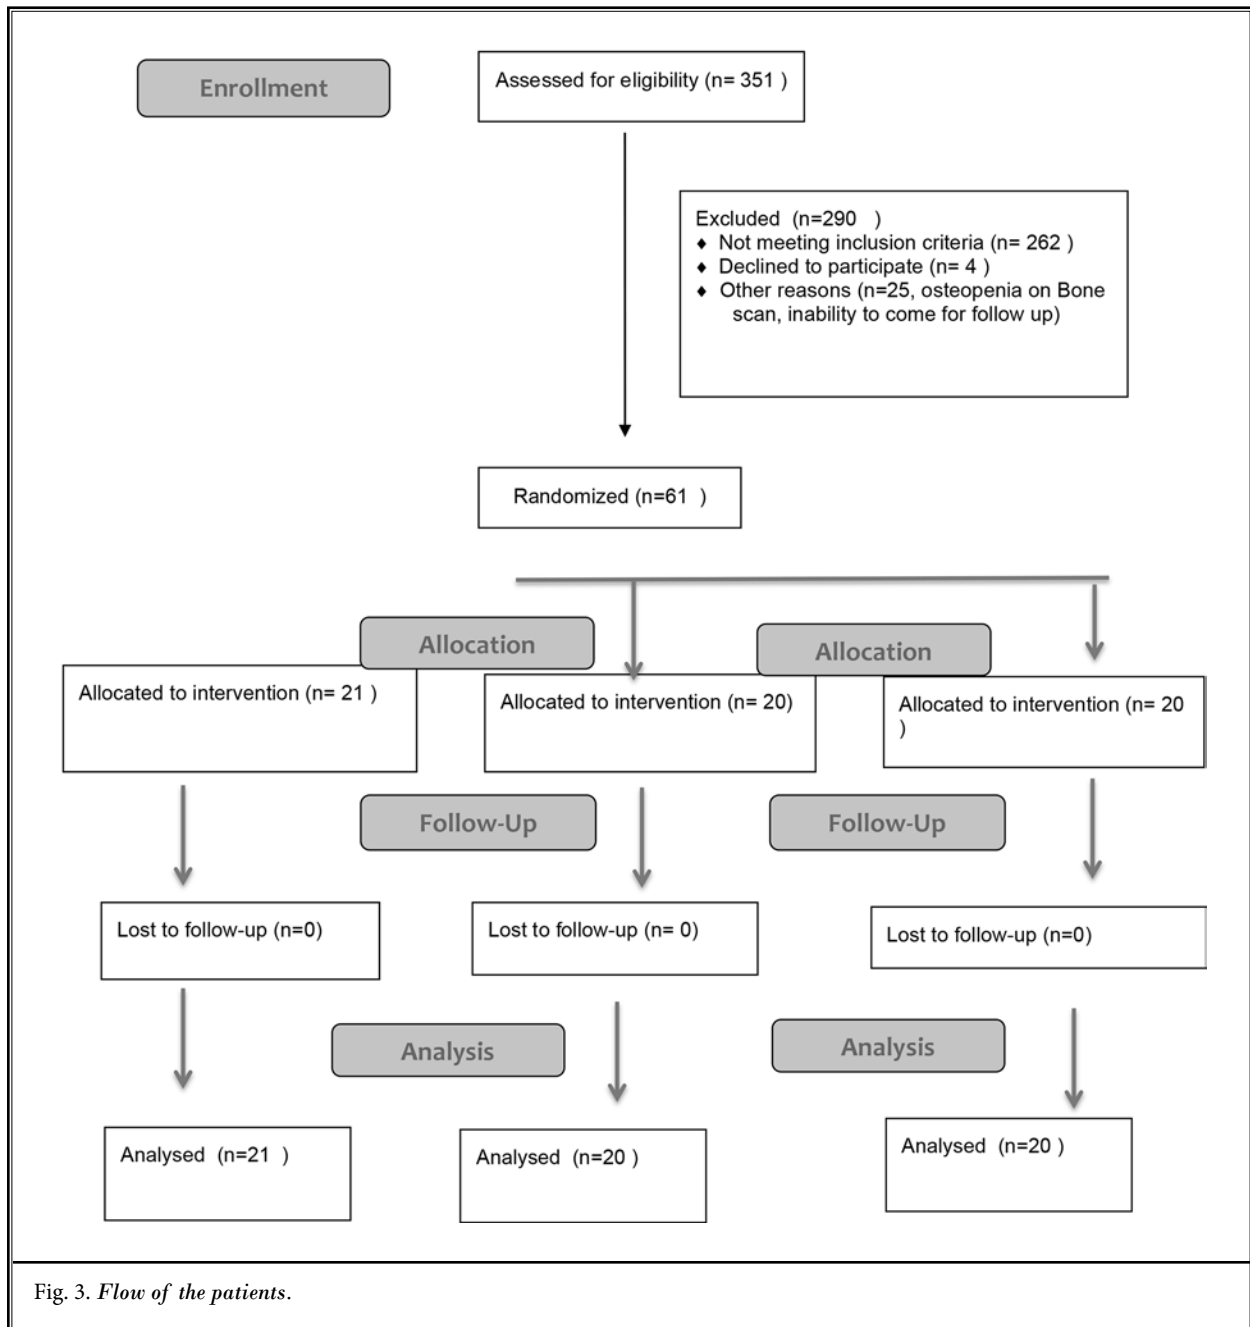 Enrollment
Assessed for eligibility (n= 351 )
Excluded (n=290 )
♦ Not meeting inclusion criteria (n= 262 )
♦ Declined to participate (n= 4 )
♦ Other reasons (n=25, osteopenia on Bone
scan, inability to come for follow up)
Randomized (n=61 )
Allocation
Allocation
Allocated to intervention (n= 21 )
Allocated to intervention (n= 20)
Allocated to intervention (n= 20
)
Follow-Up
Follow-Up
Lost to follow-up (n=0)
Lost to follow-up (n= 0)
Lost to follow-up (n=0)
Analysis
Analysis
Analysed (n=21 )
Analysed (n=20 )
Analysed (n=20 )
Fig. 3. Flow of the patients.